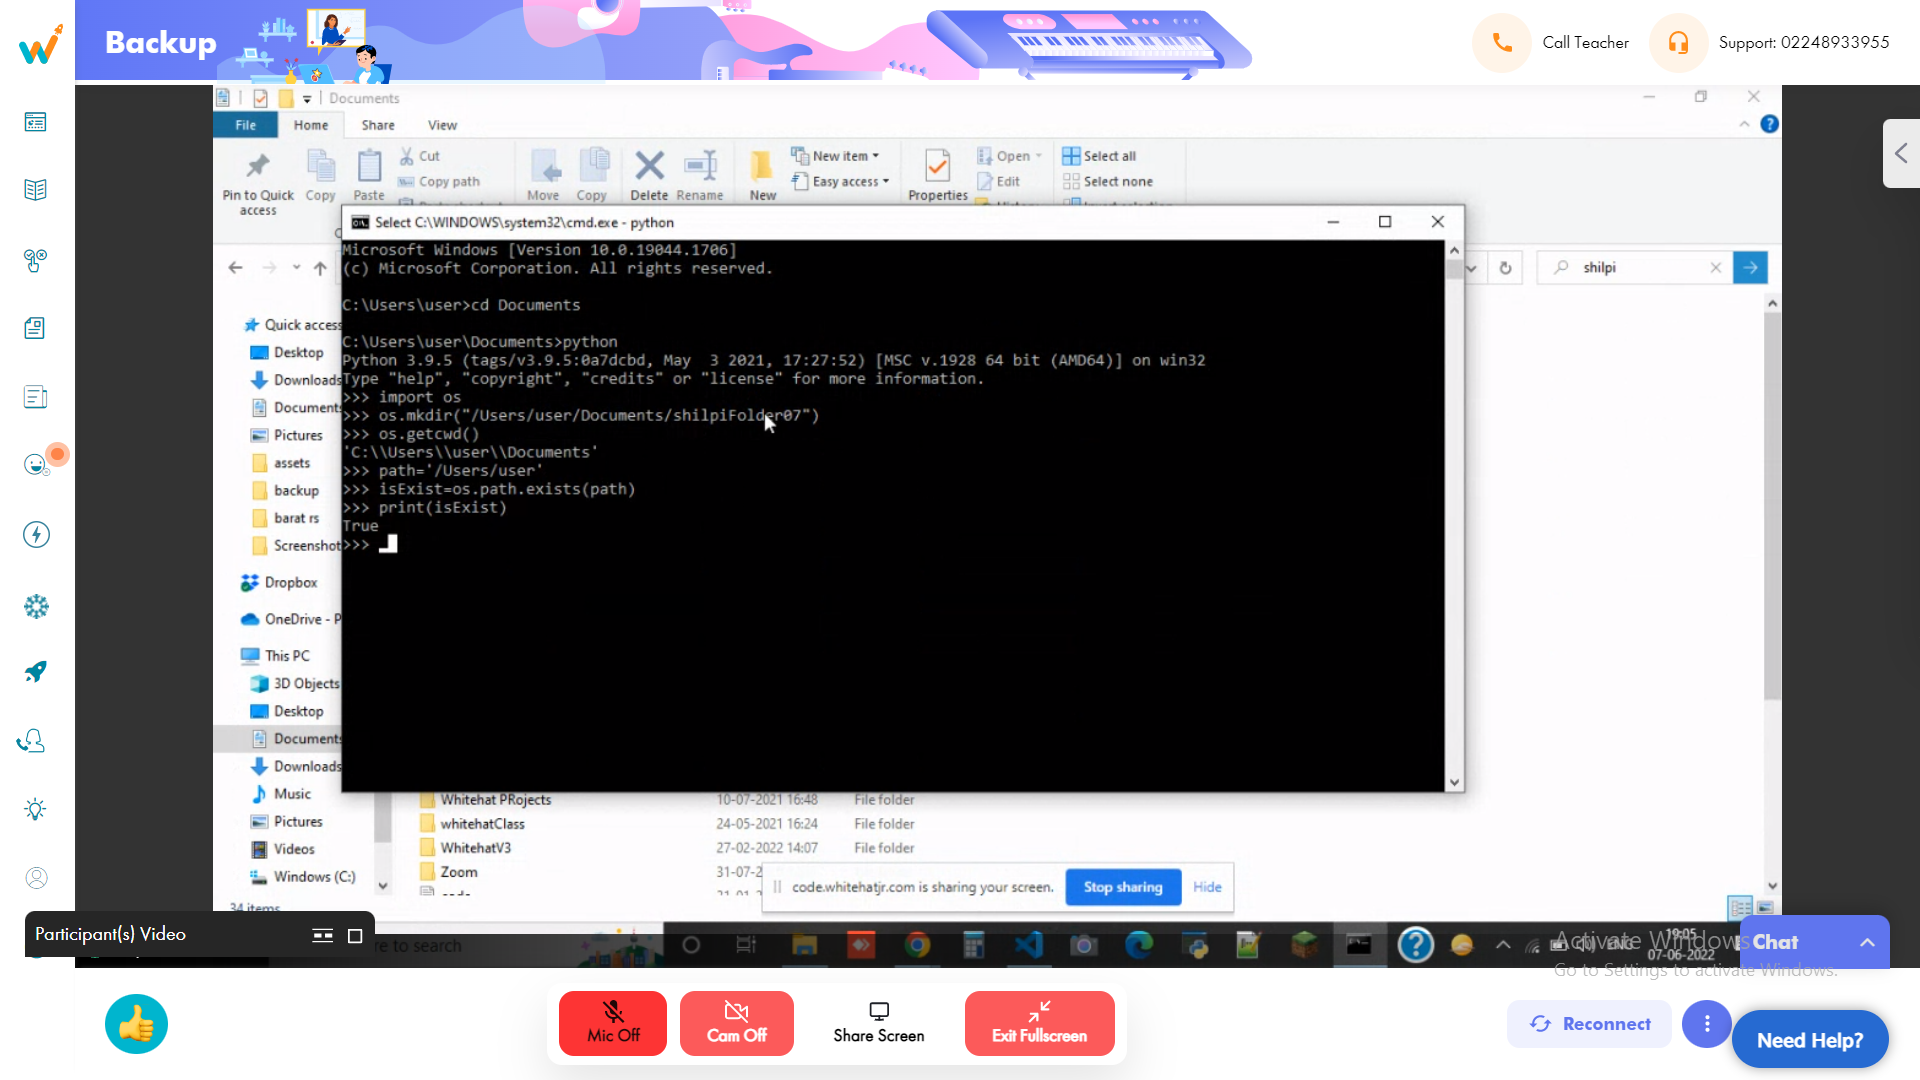 Backup
Call Teacher
Support: 02248933955
Documents
File
Home
Share
View
Pin to Quick access
Copy
Paste
Cut
Copy path
Move
Copy
Delete
Rename
New
New item
Easy access
Properties
Open
Edit
Select all
Select none
Select C:\WINDOWS\system32\cmd.exe - python
Microsoft Windows [Version 10.0.19044.1706]
(c) Microsoft Corporation. All rights reserved.
C:\Users\user>cd Documents
C:\Users\user\Documents>python
Python 3.9.5 (tags/v3.9.5:0a7dcbd, May  3 2021, 17:27:52) [MSC v.1928 64 bit (AMD64)] on win32
Type "help", "copyright", "credits" or "license" for more information.
>>> import os
>>> os.mkdir("/Users/user/Documents/shilpiFolder07")
>>> os.getcwd()
'C:\\Users\\user\\Documents'
>>> path='/Users/user'
>>> isExist=os.path.exists(path)
>>> print(isExist)
True
>>>
shilpi
Quick access
Desktop
Downloads
Documents
Pictures
assets
backup
barat rs
Screenshot
Dropbox
OneDrive - P
This PC
3D Objects
Desktop
Documents
Downloads
Music
Pictures
Videos
Windows (C:)
34 items
Whitehat PRojects 10-07-2021 16:48 File folder
whitehatClass 24-05-2021 16:24 File folder
WhitehatV3 27-02-2022 14:07 File folder
Zoom 31-07-2
code.whitehatjr.com is sharing your screen.
Stop sharing
Hide
Participant(s) Video
re to search
19:05
07-06-2022
Activate Windows
Go to Settings to activate Windows.
Chat
Mic Off
Cam Off
Share Screen
Exit Fullscreen
Reconnect
Need Help?